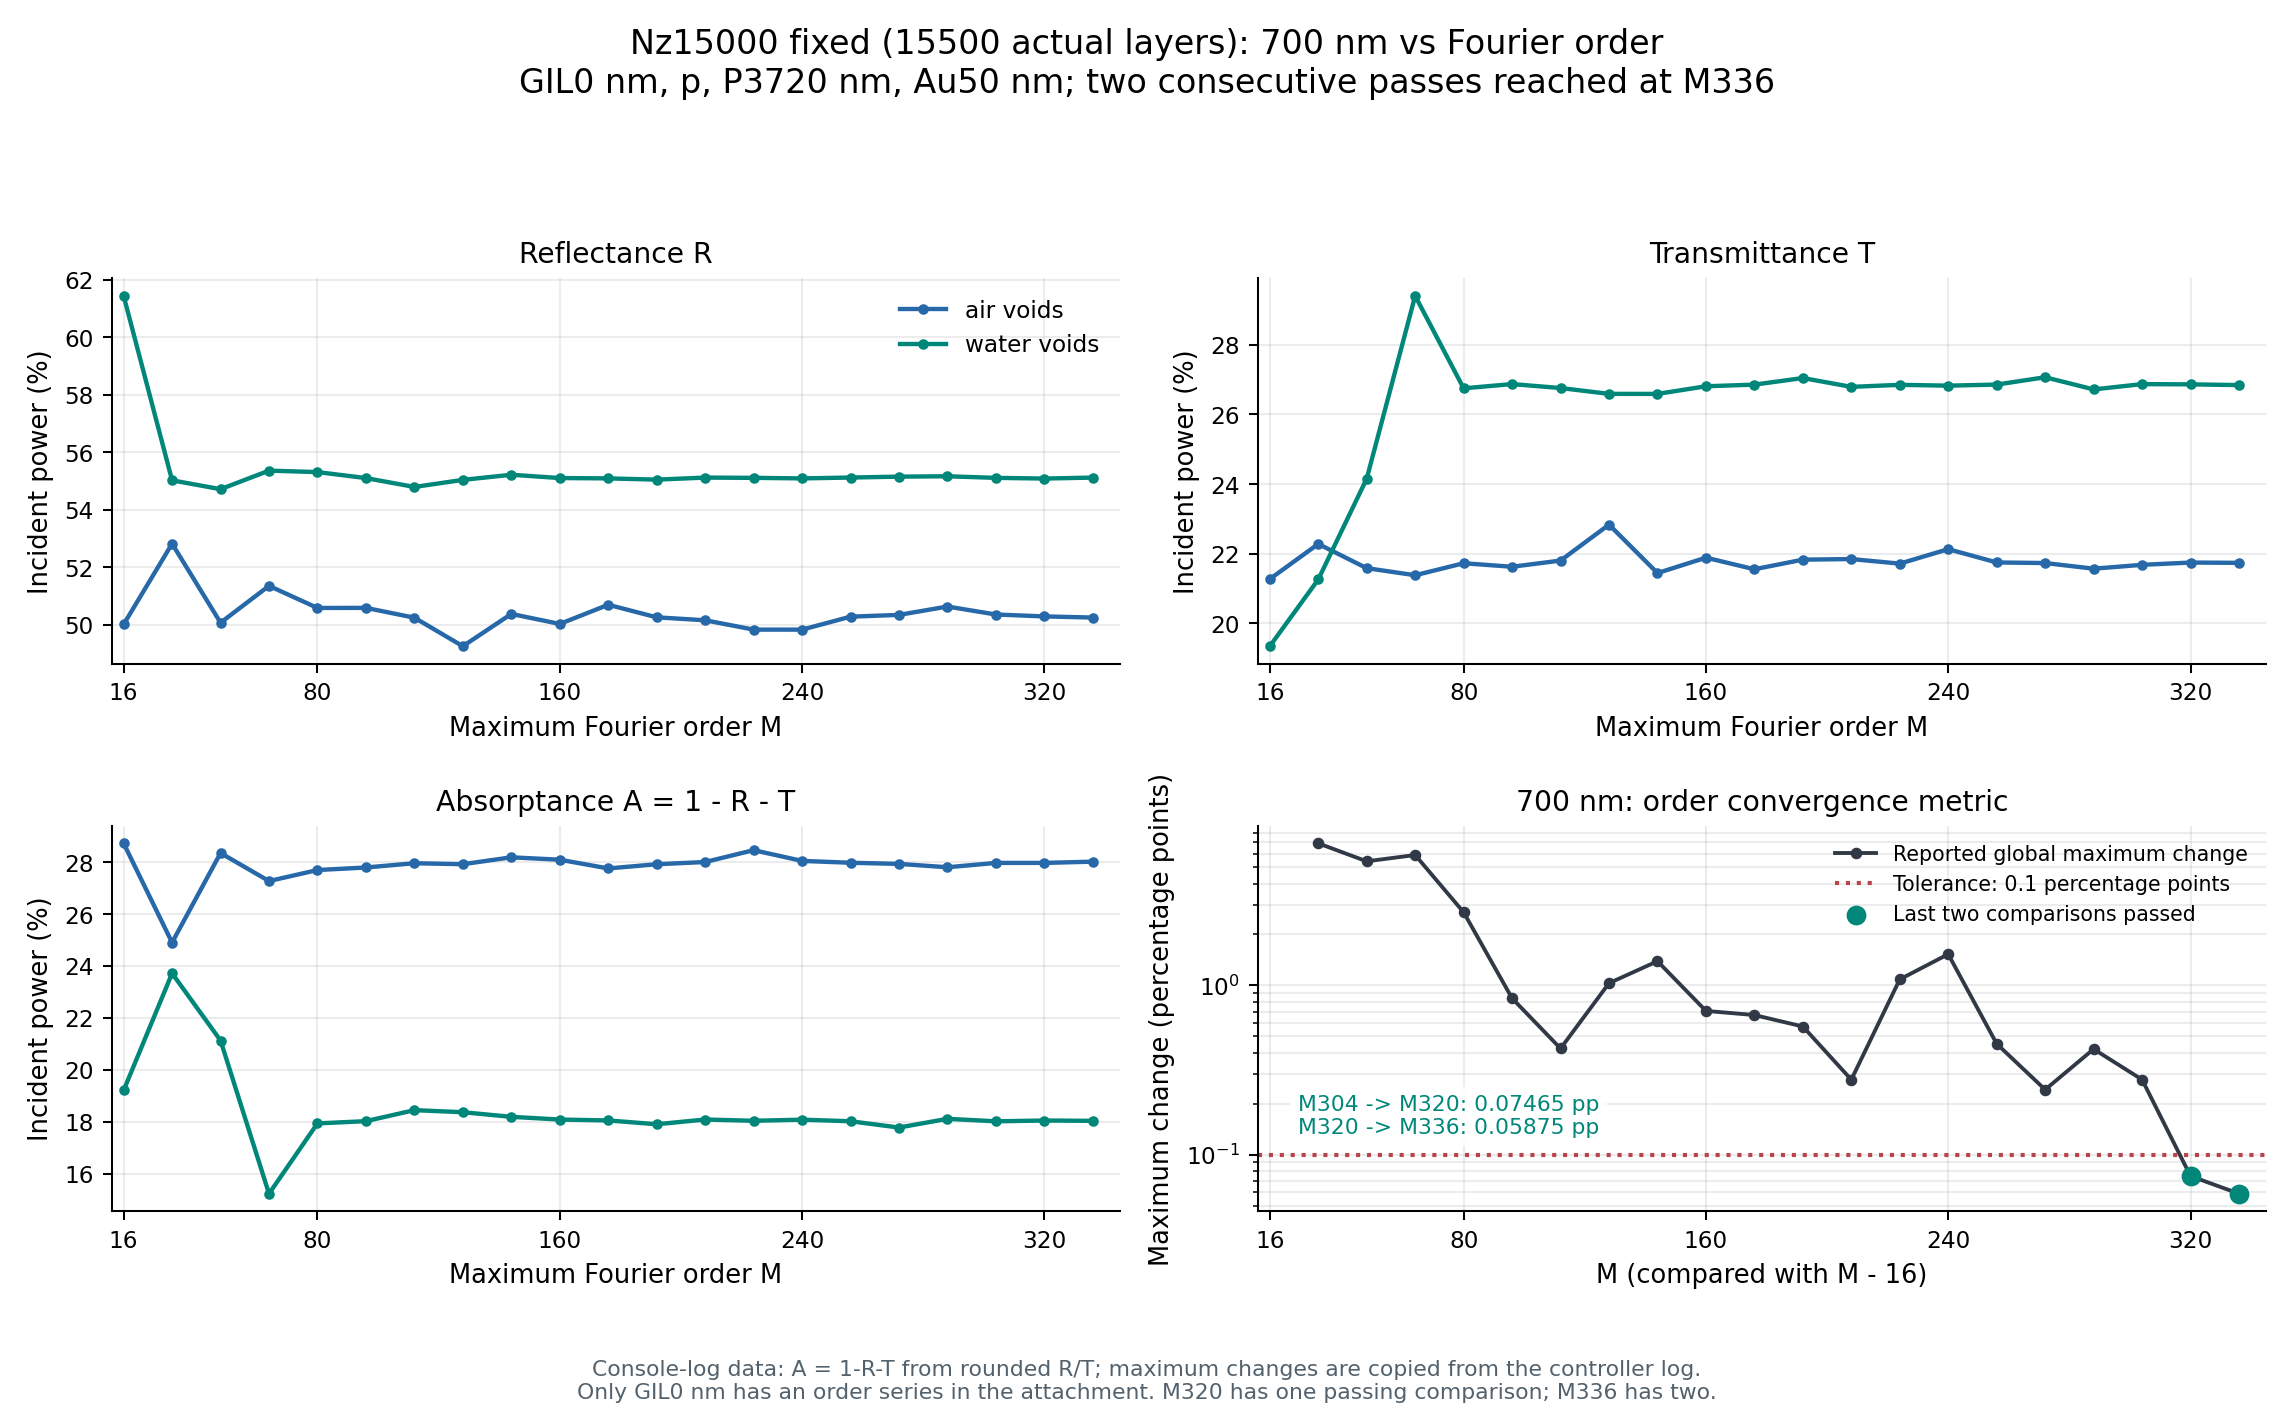 Nz15000 fixed (15500 actual layers): 700 nm vs Fourier order
GIL0 nm, p, P3720 nm, Au50 nm; two consecutive passes reached at M336
Reflectance R
Incident power (%)
62
60
58
56
54
52
50
air voids
water voids
16
80
160
240
320
Maximum Fourier order M
Transmittance T
Incident power (%)
28
26
24
22
20
16
80
160
240
320
Maximum Fourier order M
Absorptance A = 1 - R - T
Incident power (%)
28
26
24
22
20
18
16
16
80
160
240
320
Maximum Fourier order M
700 nm: order convergence metric
Maximum change (percentage points)
10⁰
10⁻¹
Reported global maximum change
Tolerance: 0.1 percentage points
Last two comparisons passed
M304 -> M320: 0.07465 pp
M320 -> M336: 0.05875 pp
16
80
160
240
320
M (compared with M - 16)
Console-log data: A = 1-R-T from rounded R/T; maximum changes are copied from the controller log.
Only GIL0 nm has an order series in the attachment. M320 has one passing comparison; M336 has two.